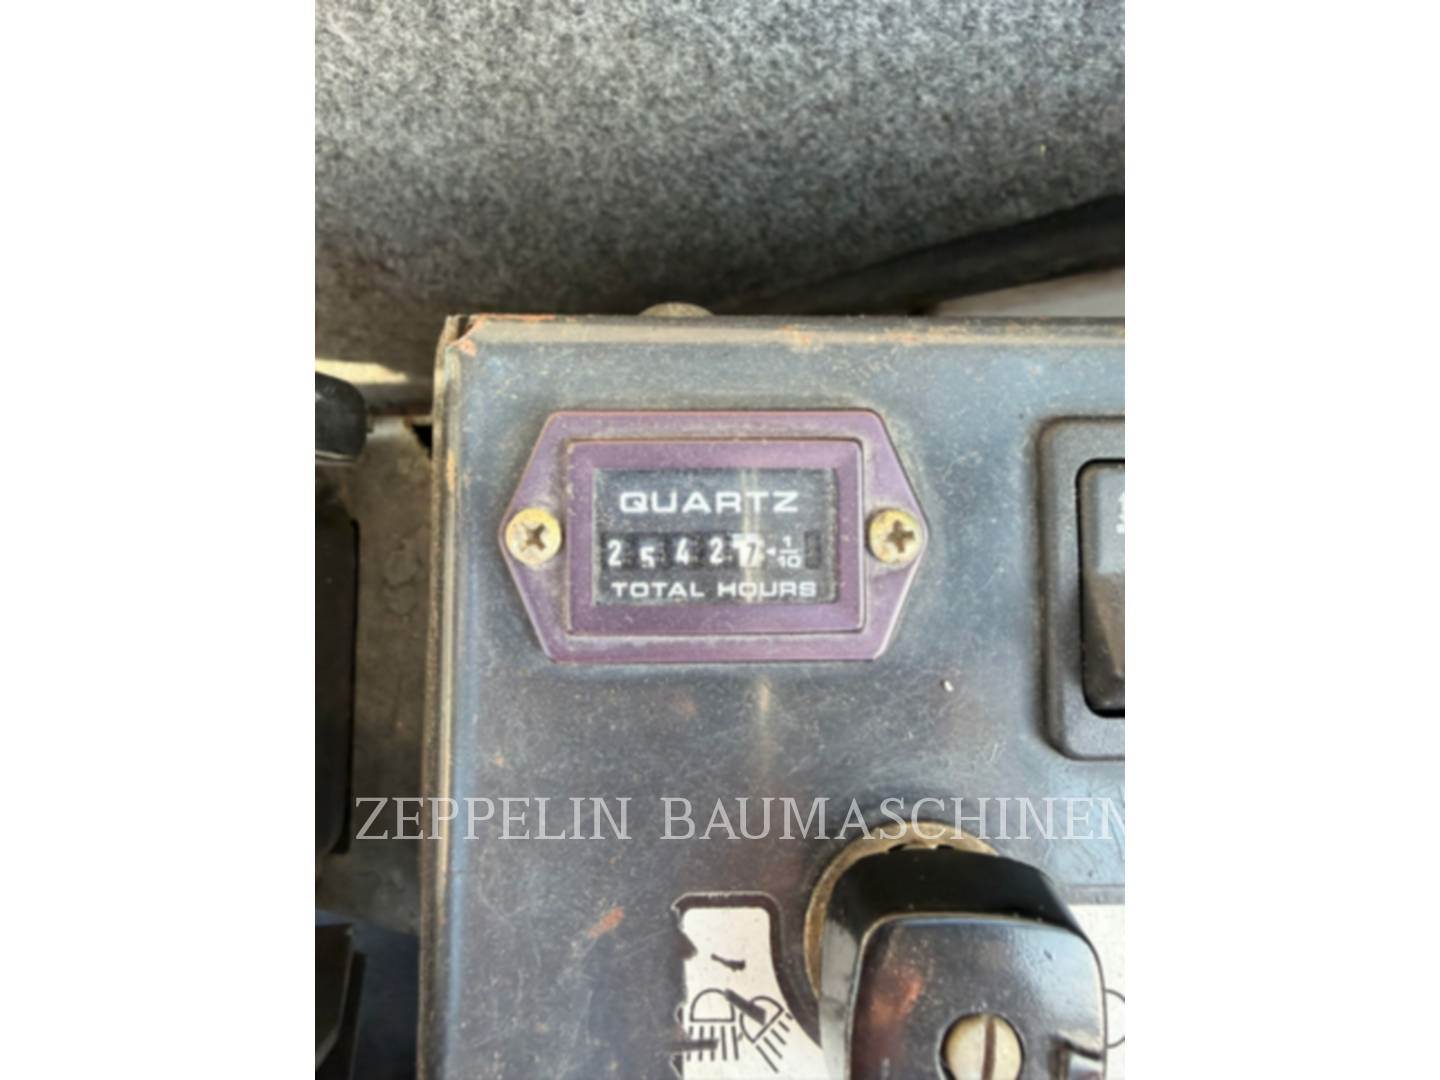 QUARTZ
2 5 4 2 7 1/10
TOTAL HOURS
ZEPPELIN BAUMASCHINEN